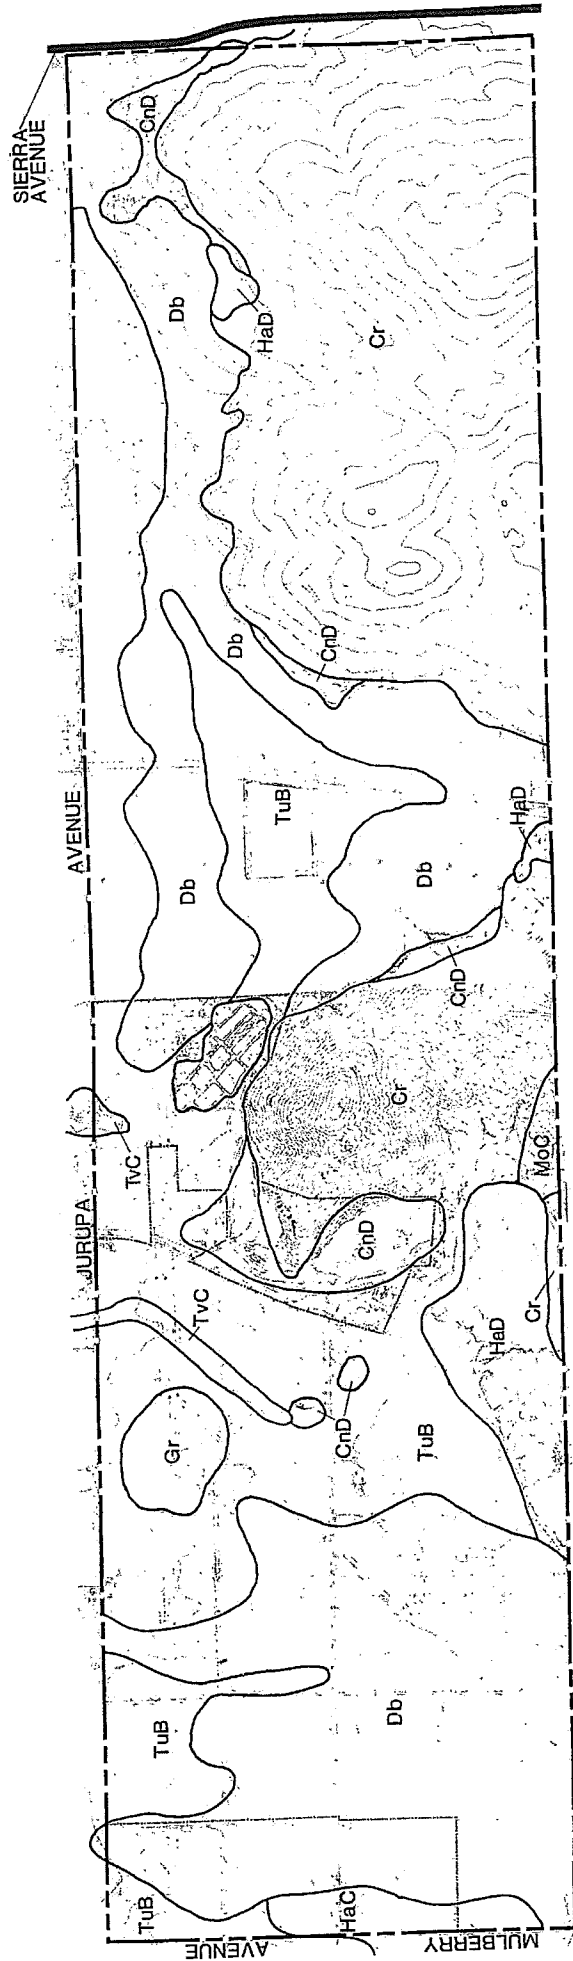 SIERRA
AVENUE
CnD
Db
HaD
Cr
Db
CnD
AVENUE
TuB
HaD
Db
Db
CnD
TvC
Cr
MoC
JURUPA
CnD
TvC
Cr
HaD
Gr
CnD
TuB
TuB
Db
TuB
HaC
MULBERRY AVENUE